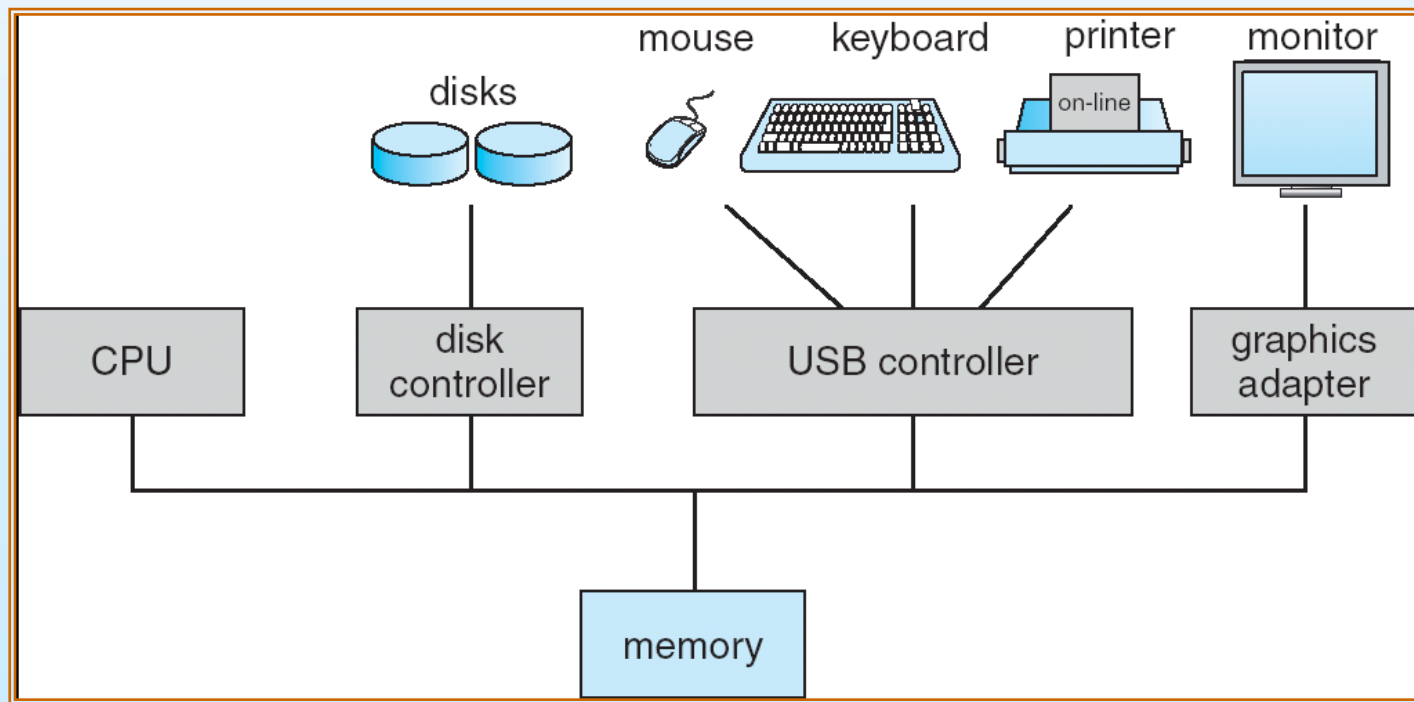 mouse
keyboard
printer
monitor
disks
on-line
CPU
disk
controller
USB controller
graphics
adapter
memory